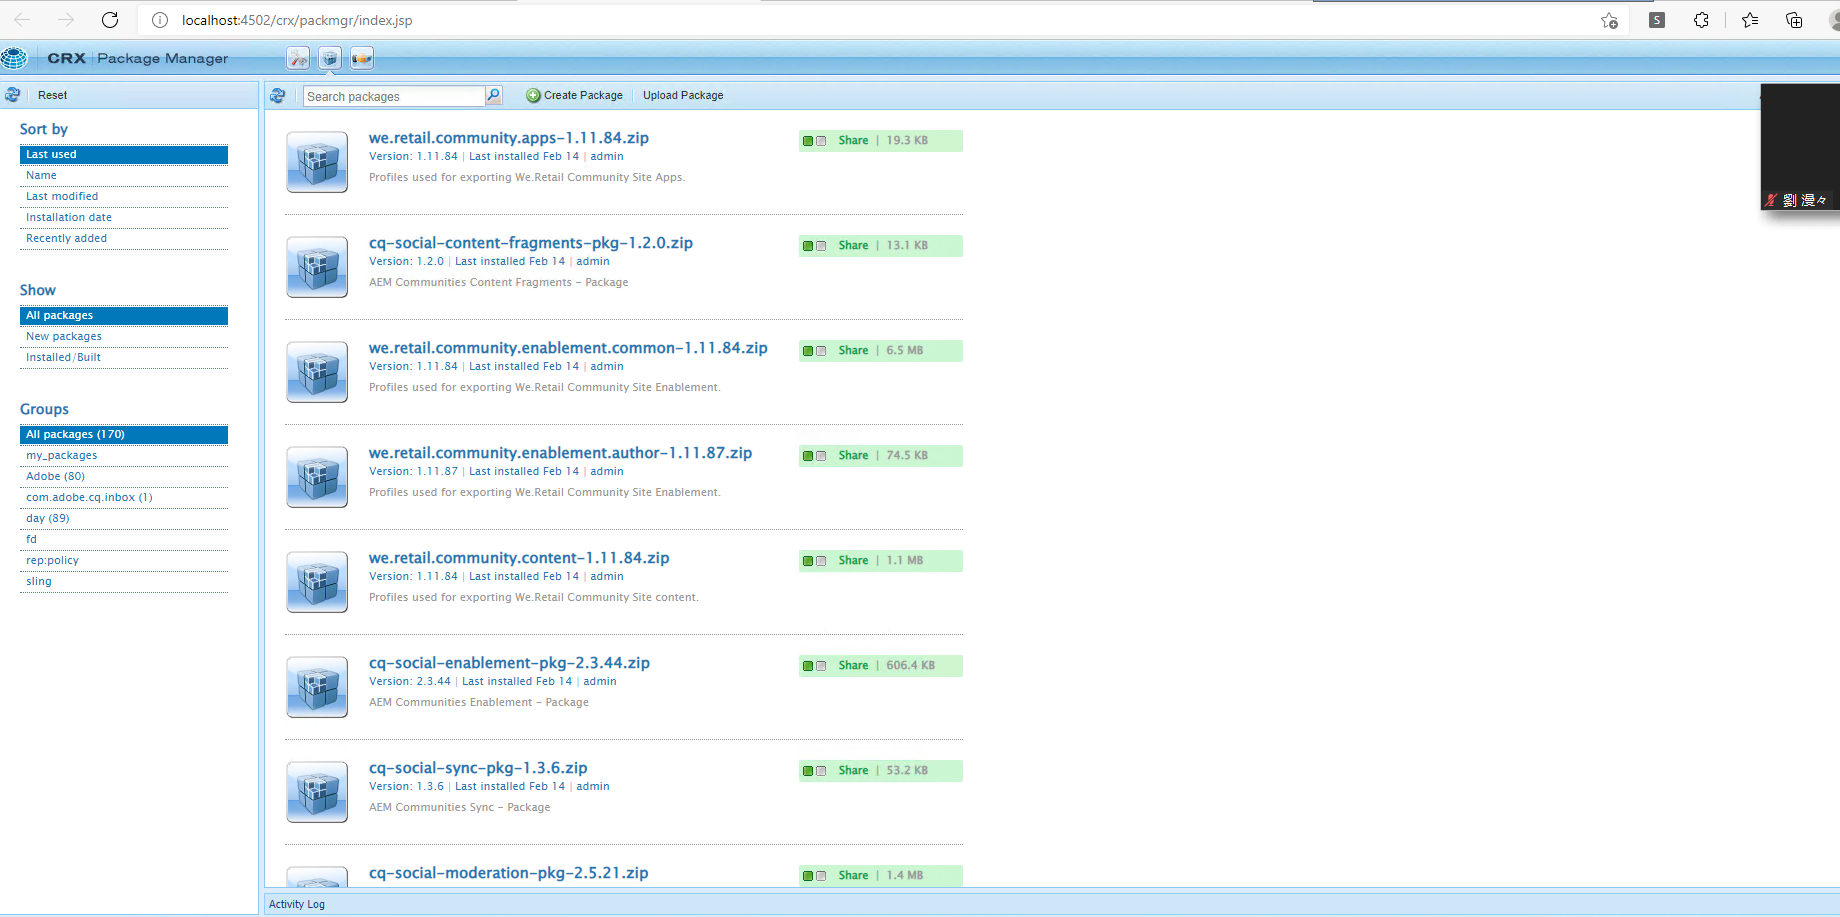 localhost:4502/crx/packmgr/index.jsp
S
CRX Package Manager
Reset
Sort by
Last used
Name
Last modified
Installation date
Recently added
Show
All packages
New packages
Installed/Built
Groups
All packages (170)
my_packages
Adobe (80)
com.adobe.cq.inbox (1)
day (89)
fd
rep:policy
sling
Search packages
Create Package
Upload Package
we.retail.community.apps-1.11.84.zip
Share | 19.3 KB
Version: 1.11.84 | Last installed Feb 14 | admin
Profiles used for exporting We.Retail Community Site Apps.
cq-social-content-fragments-pkg-1.2.0.zip
Share | 13.1 KB
Version: 1.2.0 | Last installed Feb 14 | admin
AEM Communities Content Fragments - Package
we.retail.community.enablement.common-1.11.84.zip
Share | 6.5 MB
Version: 1.11.84 | Last installed Feb 14 | admin
Profiles used for exporting We.Retail Community Site Enablement.
we.retail.community.enablement.author-1.11.87.zip
Share | 74.5 KB
Version: 1.11.87 | Last installed Feb 14 | admin
Profiles used for exporting We.Retail Community Site Enablement.
we.retail.community.content-1.11.84.zip
Share | 1.1 MB
Version: 1.11.84 | Last installed Feb 14 | admin
Profiles used for exporting We.Retail Community Site content.
cq-social-enablement-pkg-2.3.44.zip
Share | 606.4 KB
Version: 2.3.44 | Last installed Feb 14 | admin
AEM Communities Enablement - Package
cq-social-sync-pkg-1.3.6.zip
Share | 53.2 KB
Version: 1.3.6 | Last installed Feb 14 | admin
AEM Communities Sync - Package
cq-social-moderation-pkg-2.5.21.zip
Share | 1.4 MB
Activity Log
劉 漫々